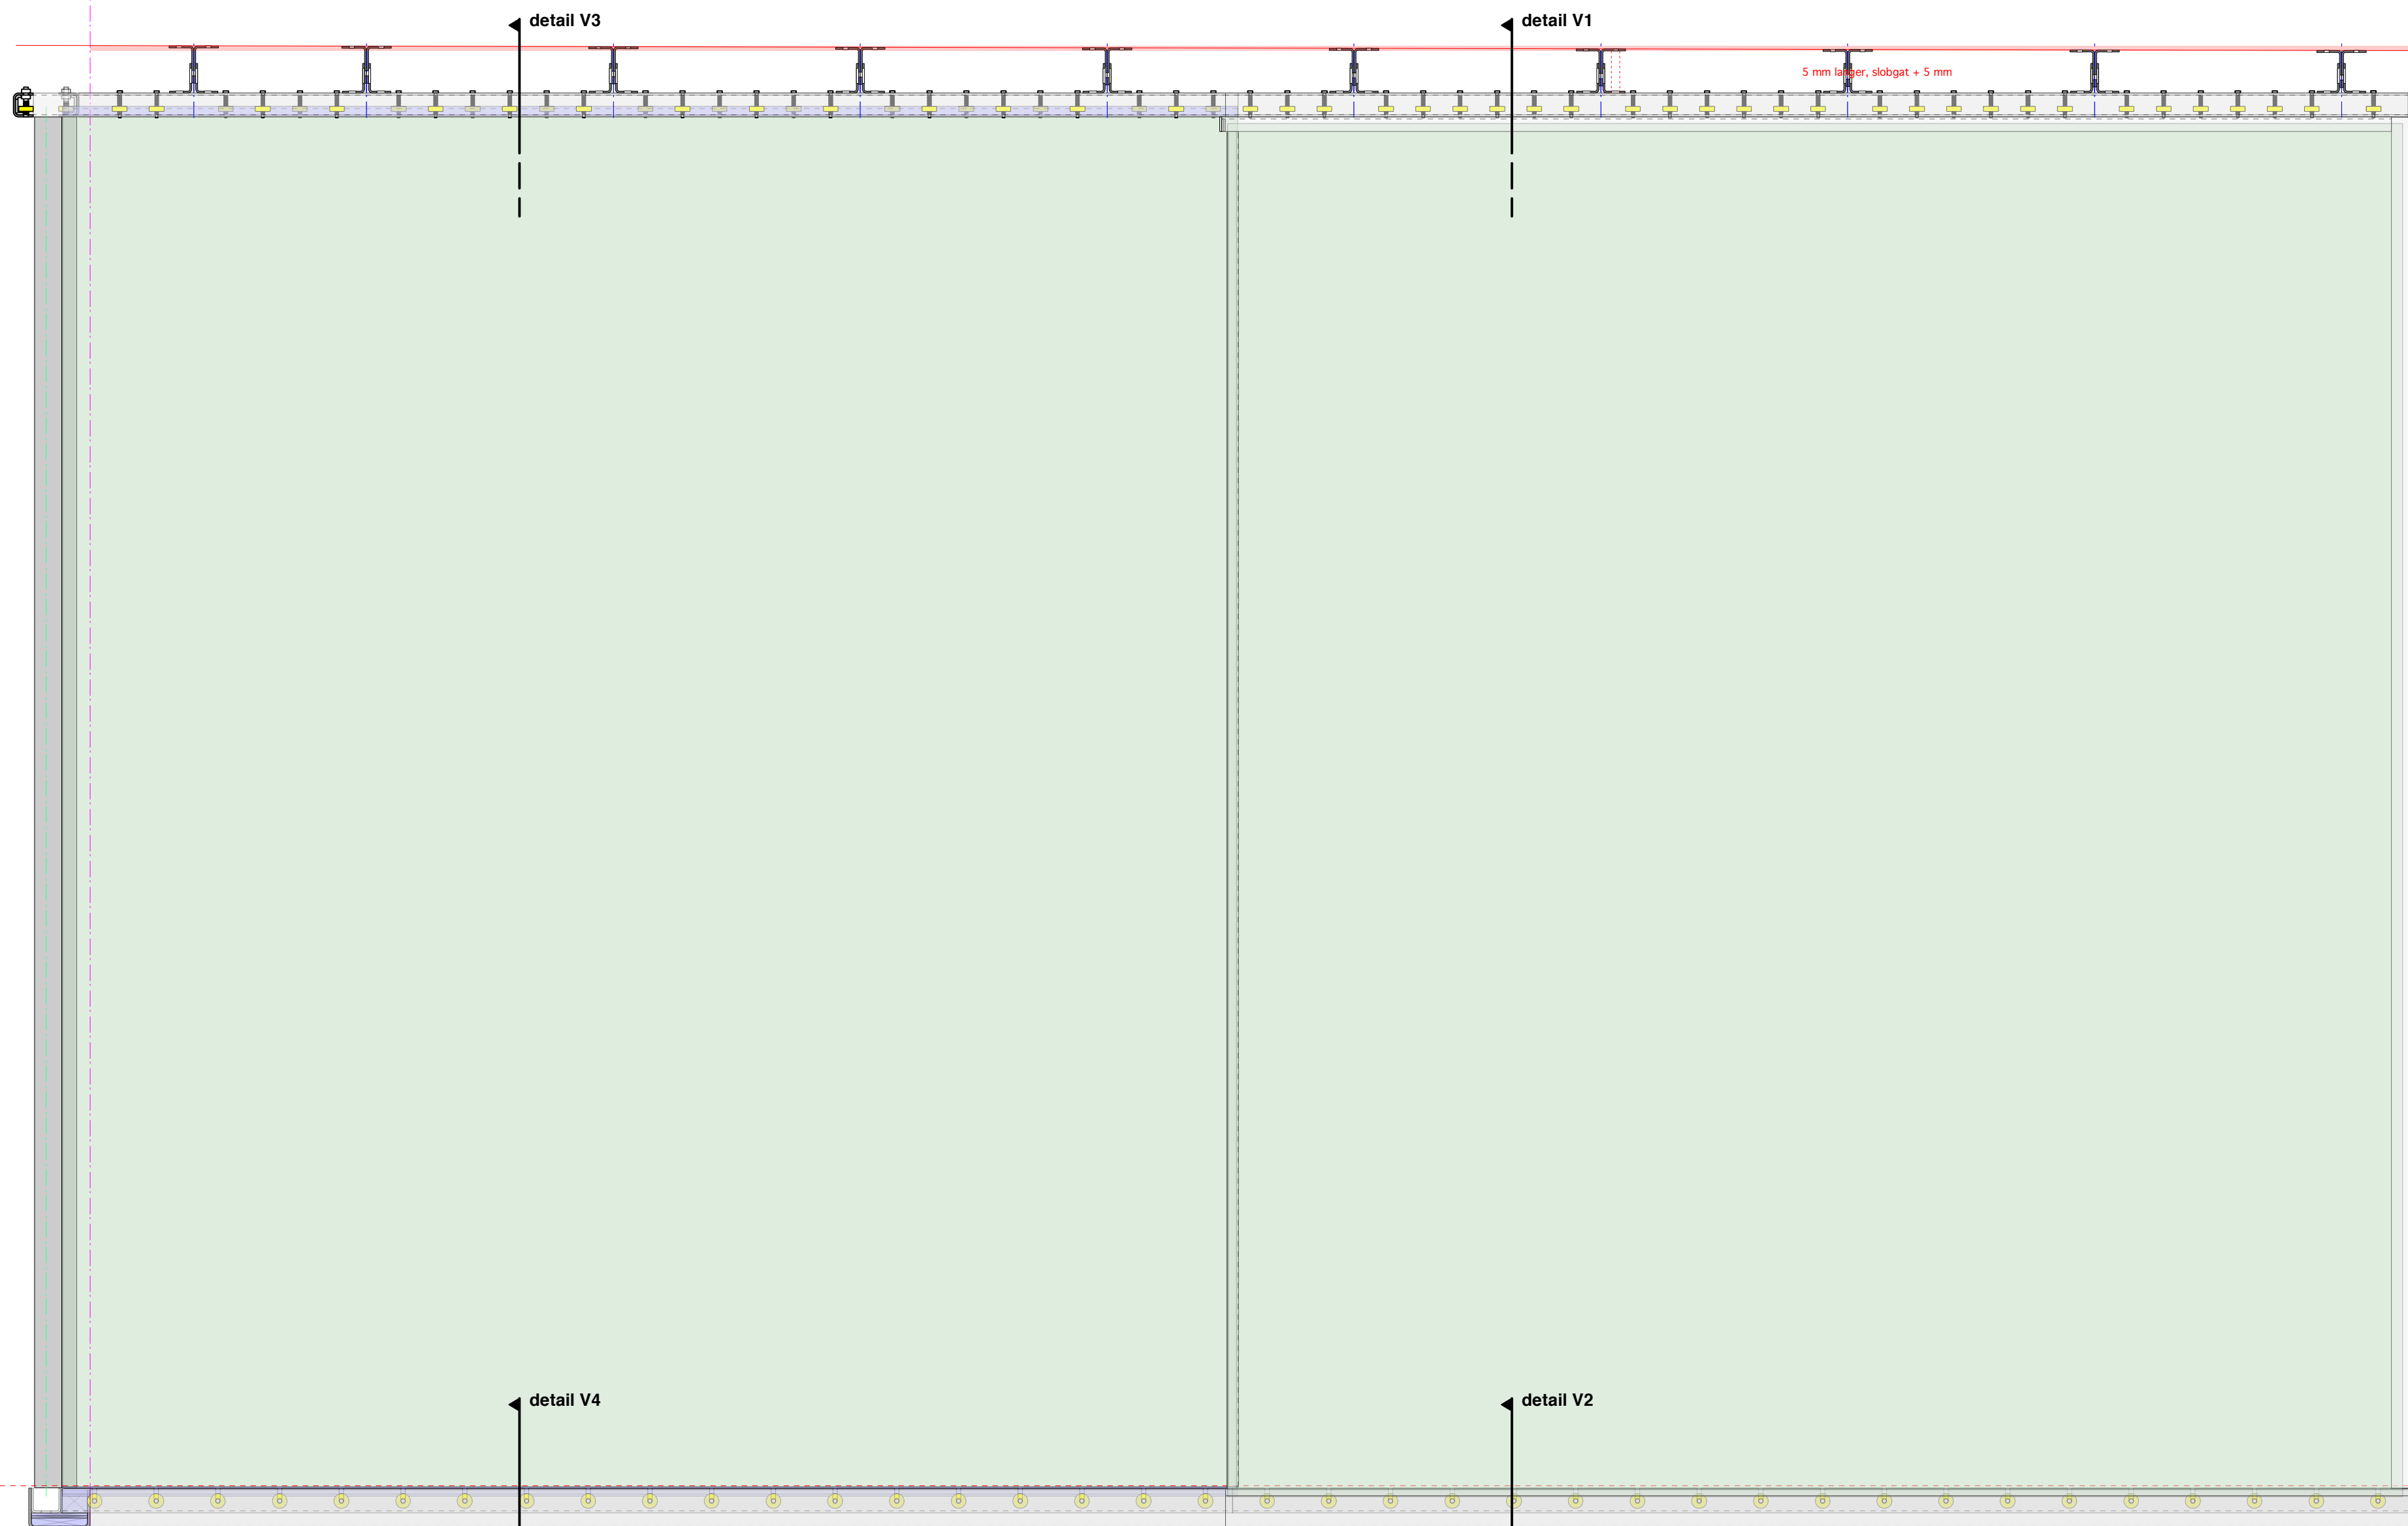 detail V3
detail V1
5 mm langer, slobgat + 5 mm
detail V4
detail V2